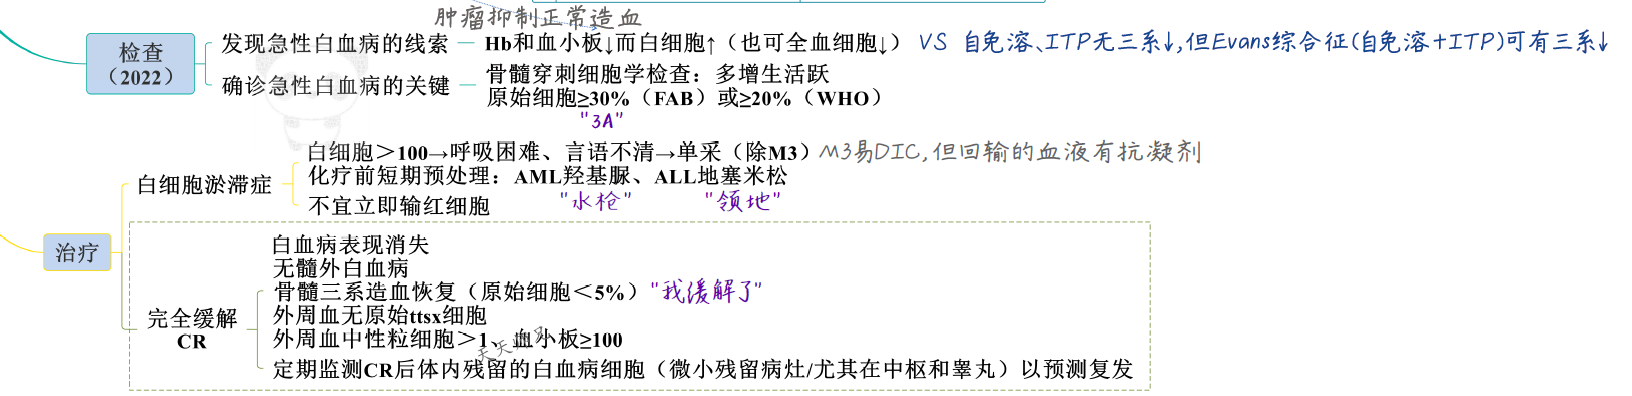 肿瘤抑制正常造血
检查
（2022）
发现急性白血病的线索
Hb和血小板↓而白细胞↑（也可全血细胞↓） VS 自免溶、ITP无三系↓,但Evans综合征(自免溶+ITP)可有三系↓
确诊急性白血病的关键
骨髓穿刺细胞学检查：多增生活跃
原始细胞≥30%（FAB）或≥20%（WHO）
"3A"
治疗
白细胞淤滞症
白细胞＞100→呼吸困难、言语不清→单采（除M3） M3易DIC,但回输的血液有抗凝剂
化疗前短期预处理：AML羟基脲、ALL地塞米松
不宜立即输红细胞
"水枪" "领地"
完全缓解
CR
白血病表现消失
无髓外白血病
骨髓三系造血恢复（原始细胞＜5%） "我缓解了"
外周血无原始ttsx细胞
外周血中性粒细胞＞1、血小板≥100
定期监测CR后体内残留的白血病细胞（微小残留病灶/尤其在中枢和睾丸）以预测复发